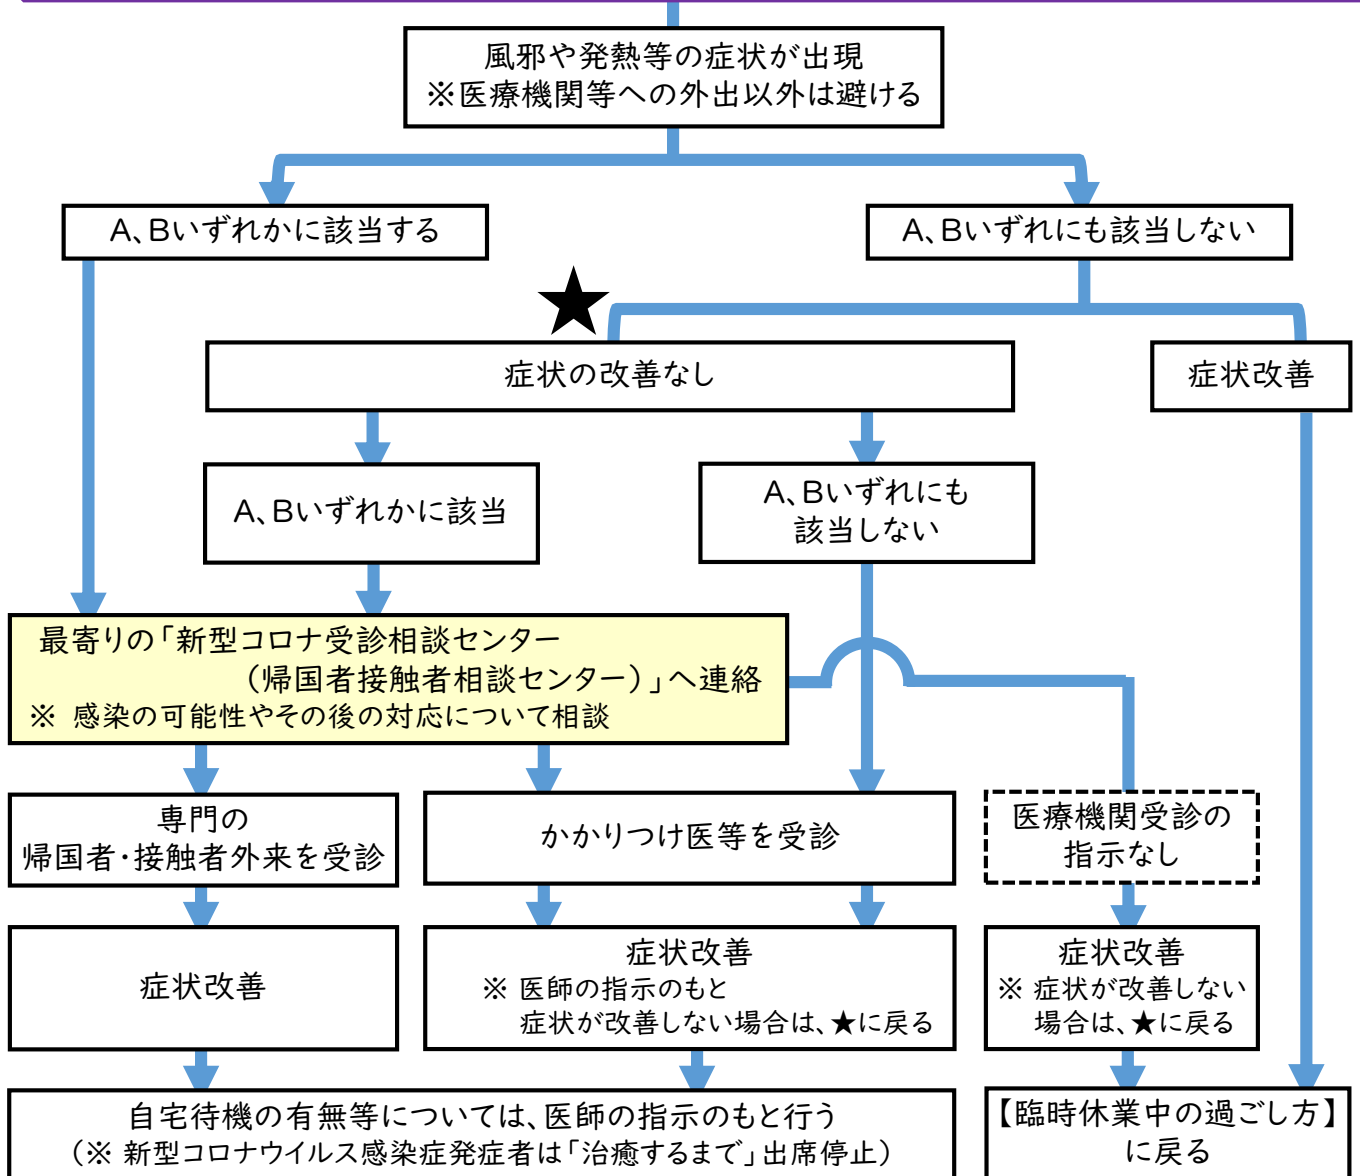 風邪や発熱等の症状が出現
※医療機関等への外出以外は避ける
A、Bいずれかに該当する
A、Bいずれにも該当しない
★
症状の改善なし
症状改善
A、Bいずれかに該当
A、Bいずれにも
該当しない
最寄りの「新型コロナ受診相談センター
(帰国者接触者相談センター)」へ連絡
※ 感染の可能性やその後の対応について相談
専門の
帰国者・接触者外来を受診
かかりつけ医等を受診
医療機関受診の
指示なし
症状改善
症状改善
※ 医師の指示のもと
症状が改善しない場合は、★に戻る
症状改善
※ 症状が改善しない
場合は、★に戻る
自宅待機の有無等については、医師の指示のもと行う
(※ 新型コロナウイルス感染症発症者は「治癒するまで」出席停止)
【臨時休業中の過ごし方】
に戻る